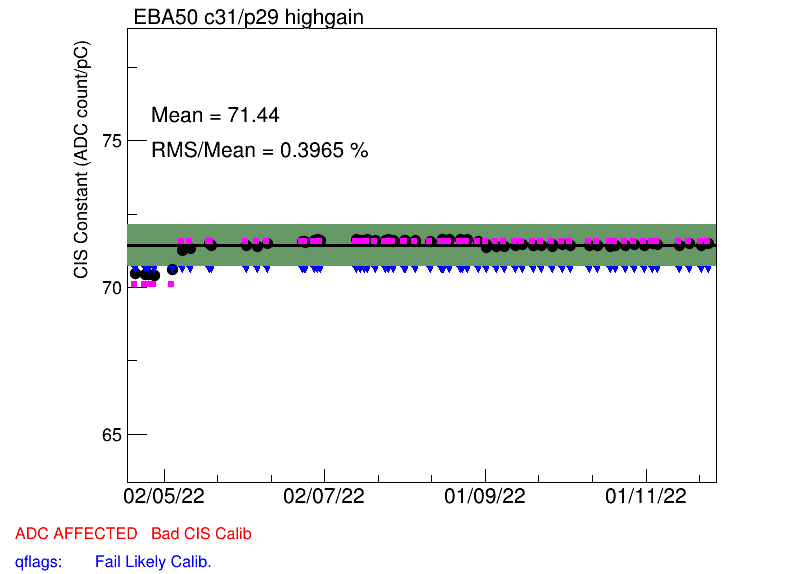 EBA50 c31/p29 highgain
CIS Constant (ADC count/pC)
Mean = 71.44
RMS/Mean = 0.3965 %
75
70
65
02/05/22 02/07/22 01/09/22 01/11/22
ADC AFFECTED Bad CIS Calib
qflags: Fail Likely Calib.